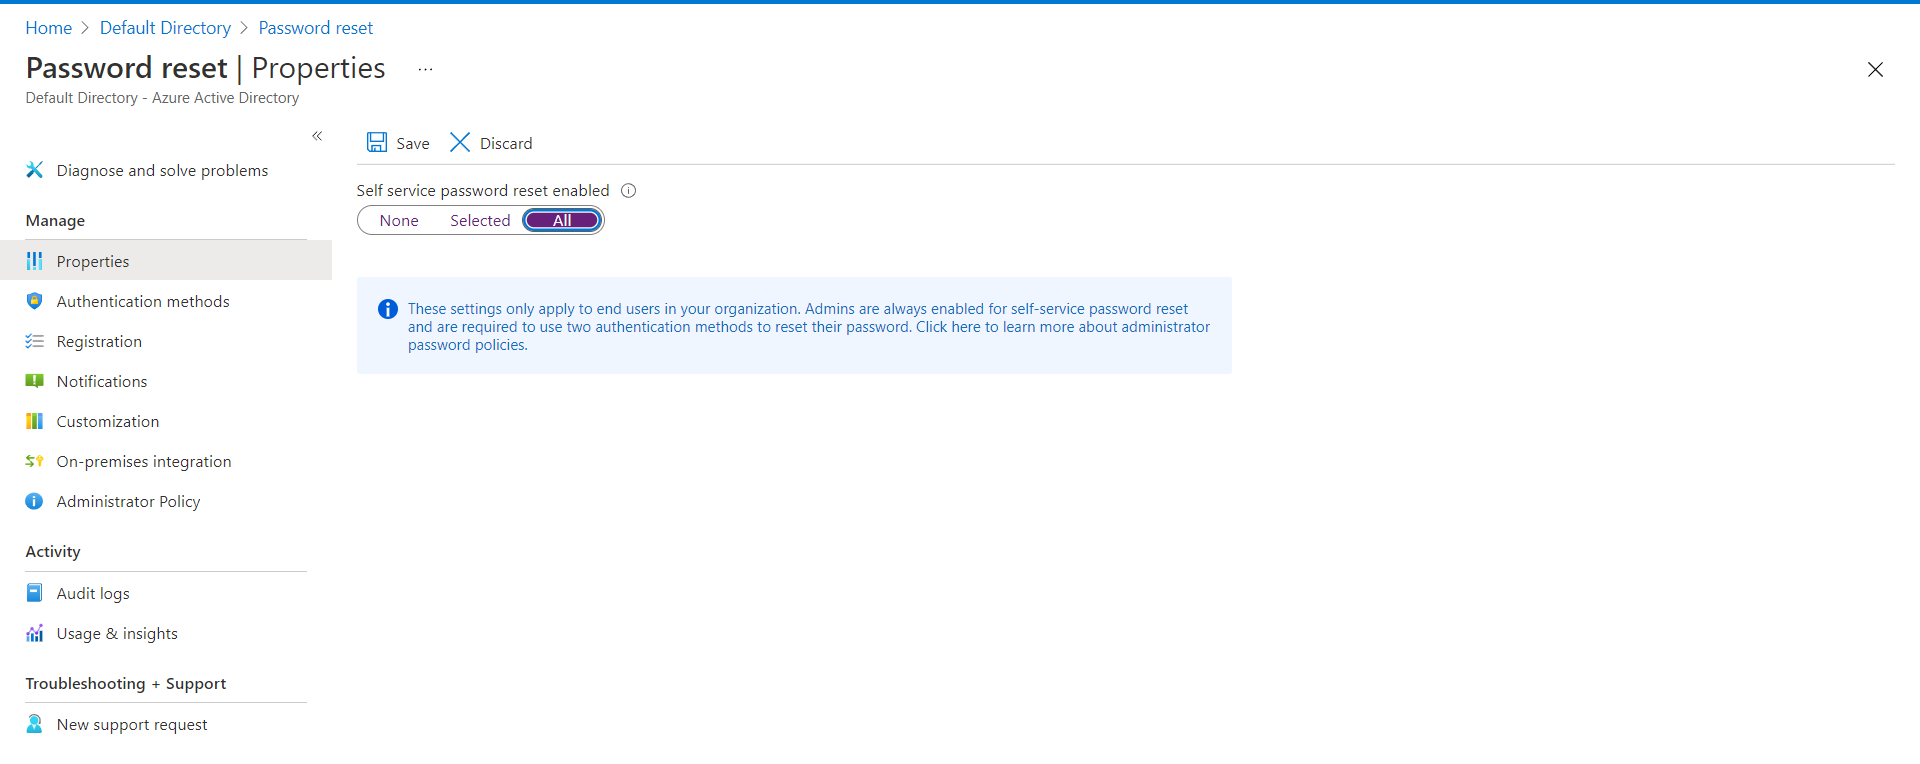 Home > Default Directory > Password reset
Password reset | Properties ...
Default Directory - Azure Active Directory
«
Diagnose and solve problems
Manage
Properties
Authentication methods
Registration
Notifications
Customization
On-premises integration
Administrator Policy
Activity
Audit logs
Usage & insights
Troubleshooting + Support
New support request
Save Discard
Self service password reset enabled
None Selected All
These settings only apply to end users in your organization. Admins are always enabled for self-service password reset
and are required to use two authentication methods to reset their password. Click here to learn more about administrator
password policies.